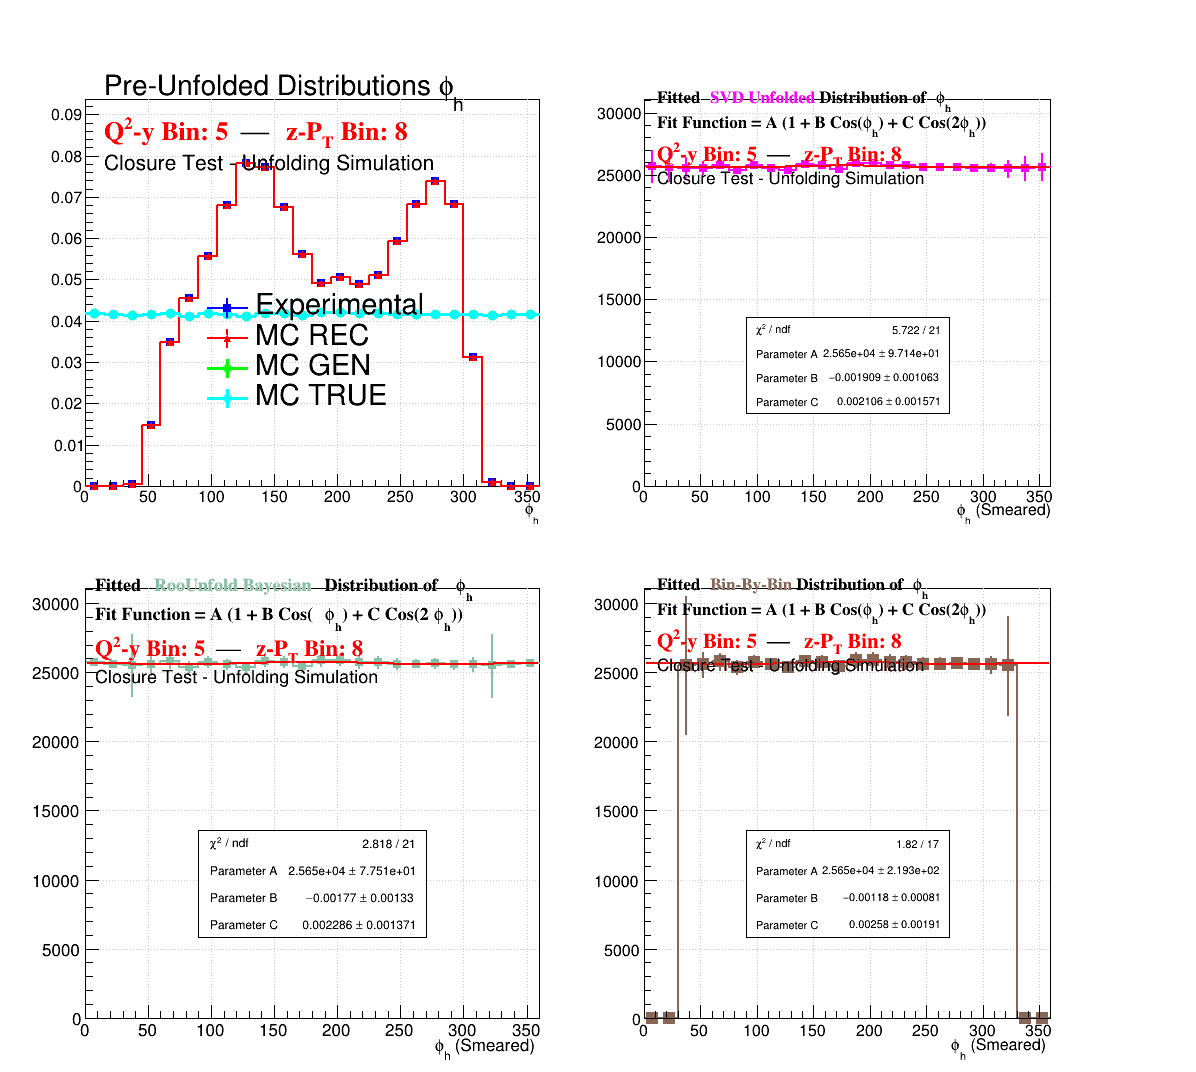 Pre-Unfolded Distributions ϕh
Q²-y Bin: 5 — z-PT Bin: 8
Closure Test - Unfolding Simulation
0.09
0.08
0.07
0.06
0.05
0.04
0.03
0.02
0.01
0
Experimental
MC REC
MC GEN
MC TRUE
0 50 100 150 200 250 300 350
ϕh
Fitted SVD Unfolded Distribution of ϕh
Fit Function = A (1 + B Cos(ϕh) + C Cos(2ϕh))
Q²-y Bin: 5 — z-PT Bin: 8
Closure Test - Unfolding Simulation
30000
25000
20000
15000
10000
5000
0
χ² / ndf 5.722 / 21
Parameter A 2.565e+04 ± 9.714e+01
Parameter B −0.001909 ± 0.001063
Parameter C 0.002106 ± 0.001571
0 50 100 150 200 250 300 350
ϕh (Smeared)
Fitted RooUnfold Bayesian Distribution of ϕh
Fit Function = A (1 + B Cos( ϕh) + C Cos(2 ϕh))
Q²-y Bin: 5 — z-PT Bin: 8
Closure Test - Unfolding Simulation
30000
25000
20000
15000
10000
5000
0
χ² / ndf 2.818 / 21
Parameter A 2.565e+04 ± 7.751e+01
Parameter B −0.00177 ± 0.00133
Parameter C 0.002286 ± 0.001371
0 50 100 150 200 250 300 350
ϕh (Smeared)
Fitted Bin-By-Bin Distribution of ϕh
Fit Function = A (1 + B Cos(ϕh) + C Cos(2ϕh))
Q²-y Bin: 5 — z-PT Bin: 8
Closure Test - Unfolding Simulation
30000
25000
20000
15000
10000
5000
0
χ² / ndf 1.82 / 17
Parameter A 2.565e+04 ± 2.193e+02
Parameter B −0.00118 ± 0.00081
Parameter C 0.00258 ± 0.00191
0 50 100 150 200 250 300 350
ϕh (Smeared)